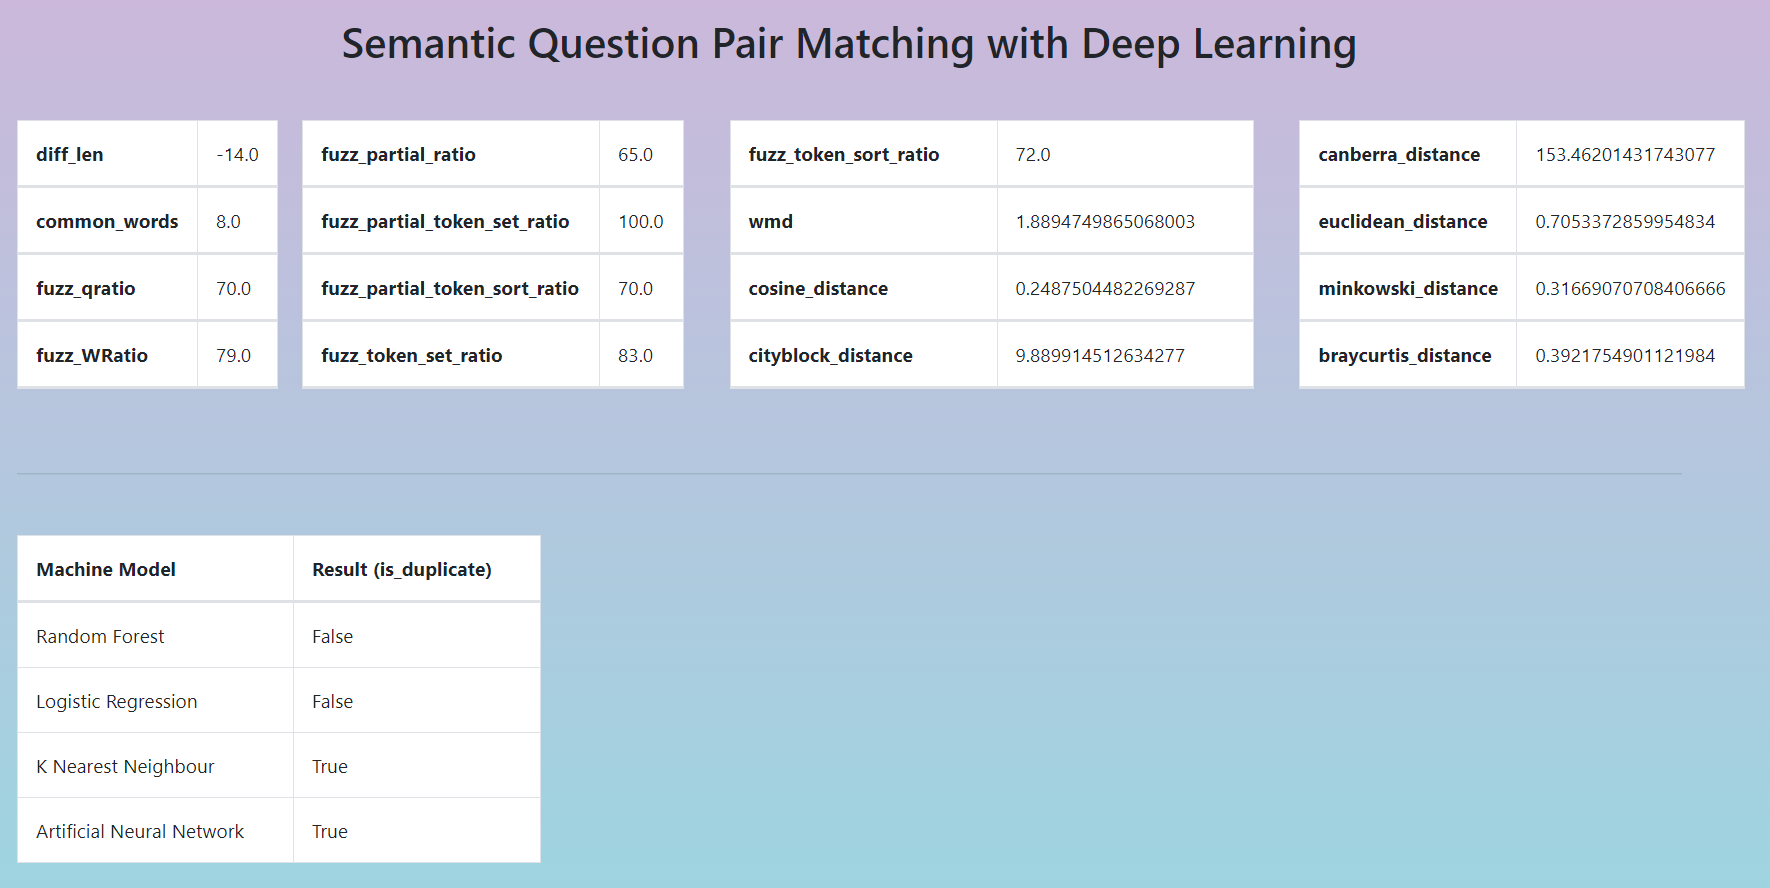 Semantic Question Pair Matching with Deep Learning
diff_len -14.0
common_words 8.0
fuzz_qratio 70.0
fuzz_WRatio 79.0
fuzz_partial_ratio 65.0
fuzz_partial_token_set_ratio 100.0
fuzz_partial_token_sort_ratio 70.0
fuzz_token_set_ratio 83.0
fuzz_token_sort_ratio 72.0
wmd 1.8894749865068003
cosine_distance 0.2487504482269287
cityblock_distance 9.889914512634277
canberra_distance 153.46201431743077
euclidean_distance 0.7053372859954834
minkowski_distance 0.31669070708406666
braycurtis_distance 0.3921754901121984
Machine Model Result (is_duplicate)
Random Forest False
Logistic Regression False
K Nearest Neighbour True
Artificial Neural Network True